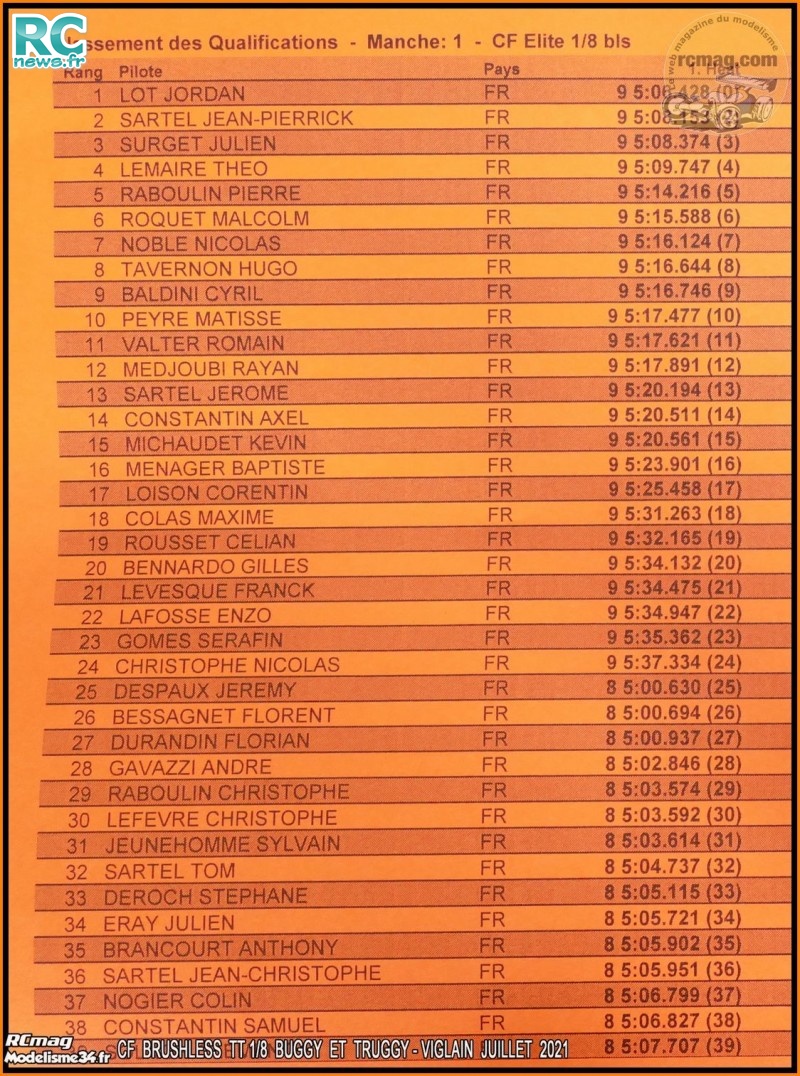 RC
news.fr
le web magazine du modelisme
rcmag.com
Classement des Qualifications - Manche: 1 - CF Elite 1/8 bls
Rang Pilote Pays 1. Heat
1 LOT JORDAN FR 9 (0)
2 SARTEL JEAN-PIERRICK FR 9 5:08.153 (2)
3 SURGET JULIEN FR 9 5:08.374 (3)
4 LEMAIRE THEO FR 9 5:09.747 (4)
5 RABOULIN PIERRE FR 9 5:14.216 (5)
6 ROQUET MALCOLM FR 9 5:15.588 (6)
7 NOBLE NICOLAS FR 9 5:16.124 (7)
8 TAVERNON HUGO FR 9 5:16.644 (8)
9 BALDINI CYRIL FR 9 5:16.746 (9)
10 PEYRE MATISSE FR 9 5:17.477 (10)
11 VALTER ROMAIN FR 9 5:17.621 (11)
12 MEDJOUBI RAYAN FR 9 5:17.891 (12)
13 SARTEL JEROME FR 9 5:20.194 (13)
14 CONSTANTIN AXEL FR 9 5:20.511 (14)
15 MICHAUDET KEVIN FR 9 5:20.561 (15)
16 MENAGER BAPTISTE FR 9 5:23.901 (16)
17 LOISON CORENTIN FR 9 5:25.458 (17)
18 COLAS MAXIME FR 9 5:31.263 (18)
19 ROUSSET CELIAN FR 9 5:32.165 (19)
20 BENNARDO GILLES FR 9 5:34.132 (20)
21 LEVESQUE FRANCK FR 9 5:34.475 (21)
22 LAFOSSE ENZO FR 9 5:34.947 (22)
23 GOMES SERAFIN FR 9 5:35.362 (23)
24 CHRISTOPHE NICOLAS FR 9 5:37.334 (24)
25 DESPAUX JEREMY FR 8 5:00.630 (25)
26 BESSAGNET FLORENT FR 8 5:00.694 (26)
27 DURANDIN FLORIAN FR 8 5:00.937 (27)
28 GAVAZZI ANDRE FR 8 5:02.846 (28)
29 RABOULIN CHRISTOPHE FR 8 5:03.574 (29)
30 LEFEVRE CHRISTOPHE FR 8 5:03.592 (30)
31 JEUNEHOMME SYLVAIN FR 8 5:03.614 (31)
32 SARTEL TOM FR 8 5:04.737 (32)
33 DEROCH STEPHANE FR 8 5:05.115 (33)
34 ERAY JULIEN FR 8 5:05.721 (34)
35 BRANCOURT ANTHONY FR 8 5:05.902 (35)
36 SARTEL JEAN-CHRISTOPHE FR 8 5:05.951 (36)
37 NOGIER COLIN FR 8 5:06.799 (37)
38 CONSTANTIN SAMUEL FR 8 5:06.827 (38)
8 5:07.707 (39)
RCmag
Modelisme34.fr
CF BRUSHLESS TT 1/8 BUGGY ET TRUGGY - VIGLAIN JUILLET 2021